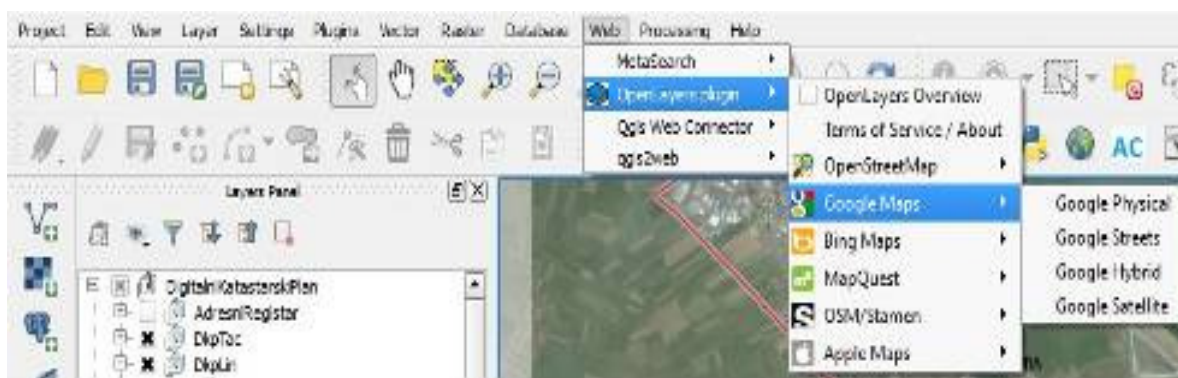 Project Edit View Layer Settings Plugins Vector Raster Database Web Processing Help
MetaSearch
OpenLayers plugin
Qgis Web Connector
qgis2web
OpenLayers Overview
Terms of Service / About
OpenStreetMap
Google Maps
Bing Maps
MapQuest
OSM/Stamen
Apple Maps
Google Physical
Google Streets
Google Hybrid
Google Satellite
AC
Layers Panel
DigitalniKatastarskiPlan
AdresniRegistar
DkpTac
DkpLin